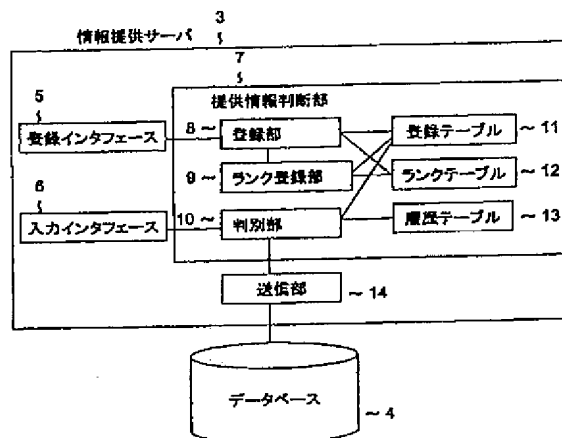 3
情報提供サーバ
7
5
提供情報判断部
登録インタフェース
8 ~ 登録部
登録テーブル ~ 11
9 ~ ランク登録部
ランクテーブル ~ 12
6
入力インタフェース
10 ~ 判別部
履歴テーブル ~ 13
送信部 ~ 14
データベース ~ 4